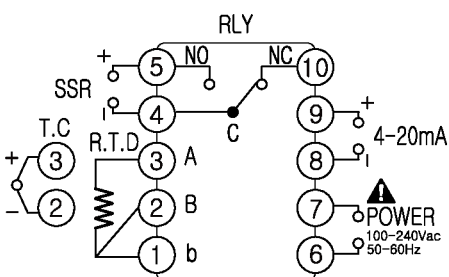 RLY
+ 5 NO NC 10
SSR
- 4 C 9 +
T.C R.T.D 4-20mA
+ 3 3 A 8 -
- 2 2 B 7 POWER
100-240Vac
1 b 6 50-60Hz